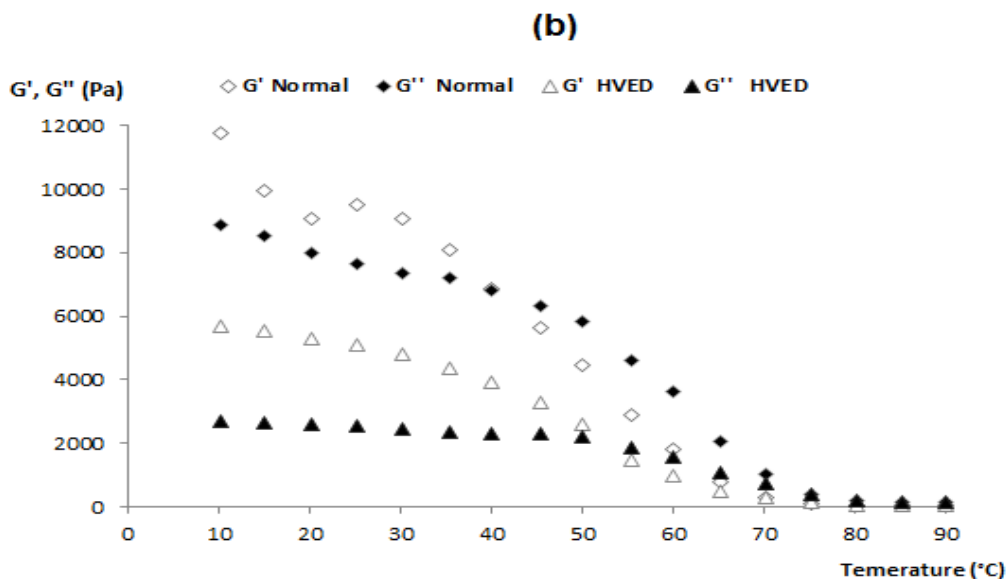 (b)
G', G" (Pa)
G' Normal G'' Normal G' HVED G'' HVED
12000
10000
8000
6000
4000
2000
0
0 10 20 30 40 50 60 70 80 90
Temerature (°C)